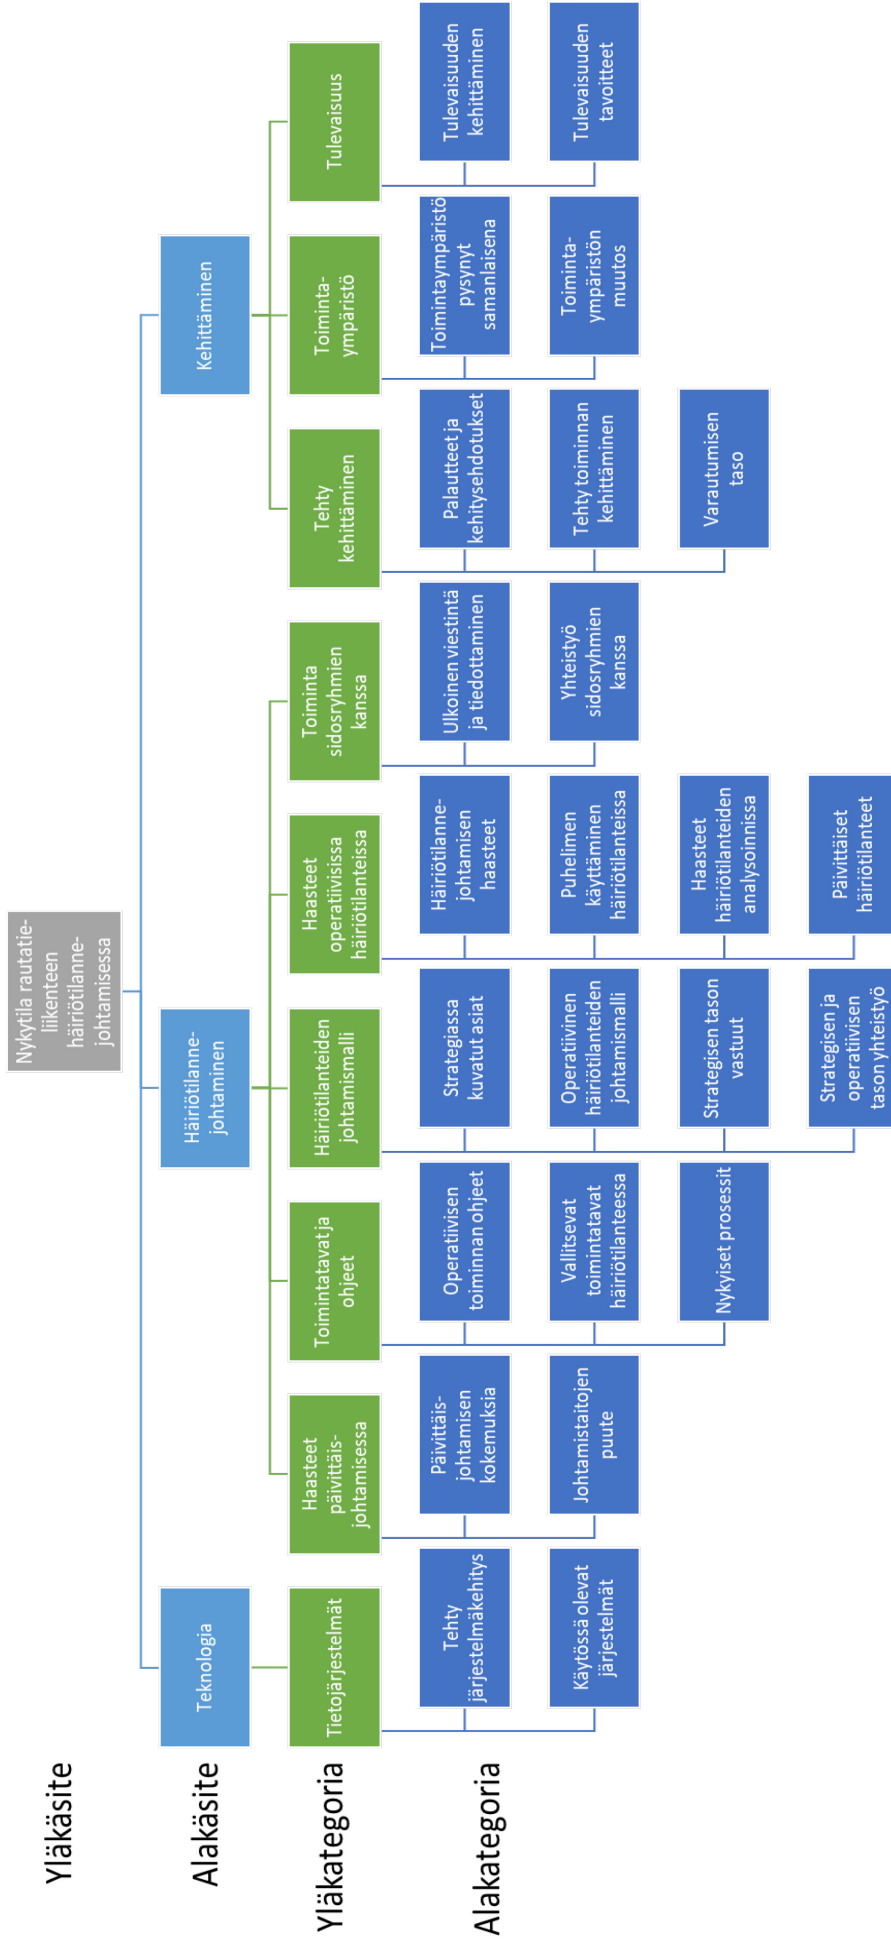 Yläkäsite
Nykytila rautatie-
liikenteen
häiriötilanne-
johtamisessa
Alakäsite
Teknologia
Häiriötilanne-
johtaminen
Kehittäminen
Yläkategoria
Tietojärjestelmät
Haasteet
päivittäis-
johtamisessa
Toimintatavat ja
ohjeet
Häiriötilanteiden
johtamismalli
Haasteet
operatiivisissa
häiriötilanteissa
Toiminta
sidosryhmien
kanssa
Tehty
kehittäminen
Toiminta-
ympäristö
Tulevaisuus
Alakategoria
Tehty
järjestelmäkehitys
Käytössä olevat
järjestelmät
Päivittäis-
johtamisen
kokemuksia
Johtamistaitojen
puute
Operatiivisen
toiminnan ohjeet
Vallitsevat
toimintatavat
häiriötilanteessa
Nykyiset prosessit
Strategiassa
kuvatut asiat
Operatiivinen
häiriötilanteiden
johtamismalli
Strategisen tason
vastuut
Strategisen ja
operatiivisen
tason yhteistyö
Häiriötilanne-
johtamisen
haasteet
Puhelimen
käyttäminen
häiriötilanteissa
Haasteet
häiriötilanteiden
analysoinnissa
Päivittäiset
häiriötilanteet
Ulkoinen viestintä
ja tiedottaminen
Yhteistyö
sidosryhmien
kanssa
Palautteet ja
kehitysehdotukset
Tehty toiminnan
kehittäminen
Varautumisen
taso
Toimintaympäristö
pysynyt
samanlaisena
Toiminta-
ympäristön
muutos
Tulevaisuuden
kehittäminen
Tulevaisuuden
tavoitteet